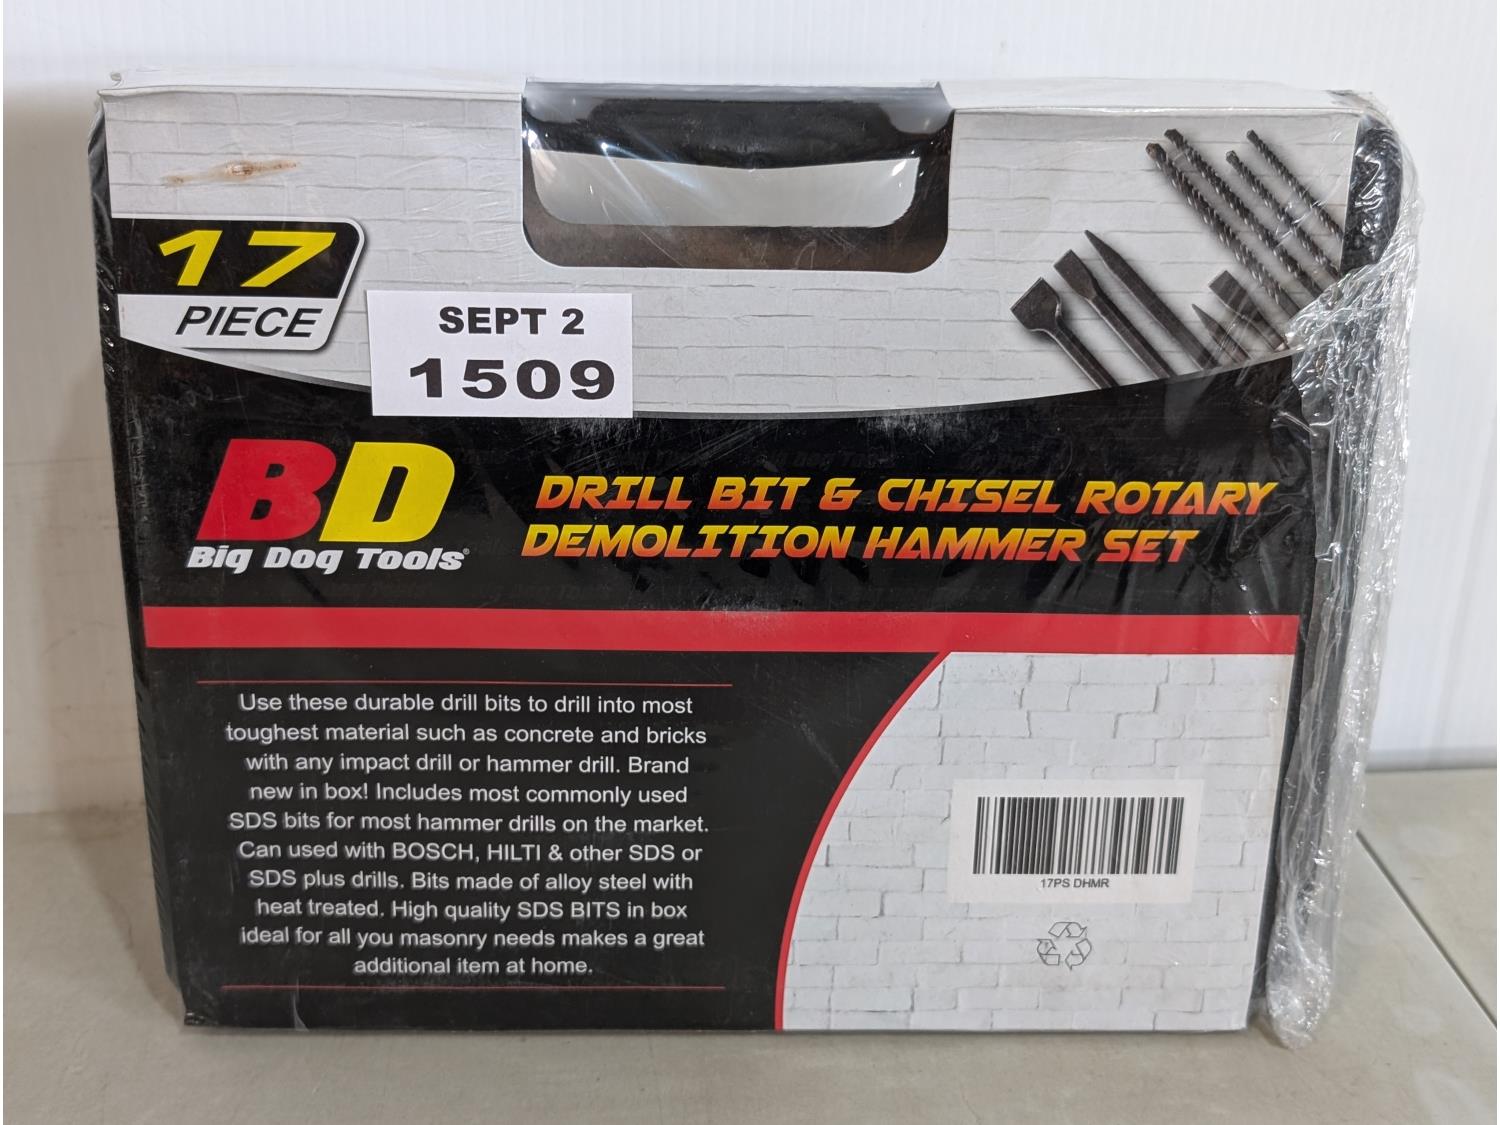 17
PIECE
SEPT 2
1509
BD
Big Dog Tools®
DRILL BIT & CHISEL ROTARY
DEMOLITION HAMMER SET
Use these durable drill bits to drill into most
toughest material such as concrete and bricks
with any impact drill or hammer drill. Brand
new in box! Includes most commonly used
SDS bits for most hammer drills on the market.
Can used with BOSCH, HILTI & other SDS or
SDS plus drills. Bits made of alloy steel with
heat treated. High quality SDS BITS in box
ideal for all you masonry needs makes a great
additional item at home.
17PS DHMR